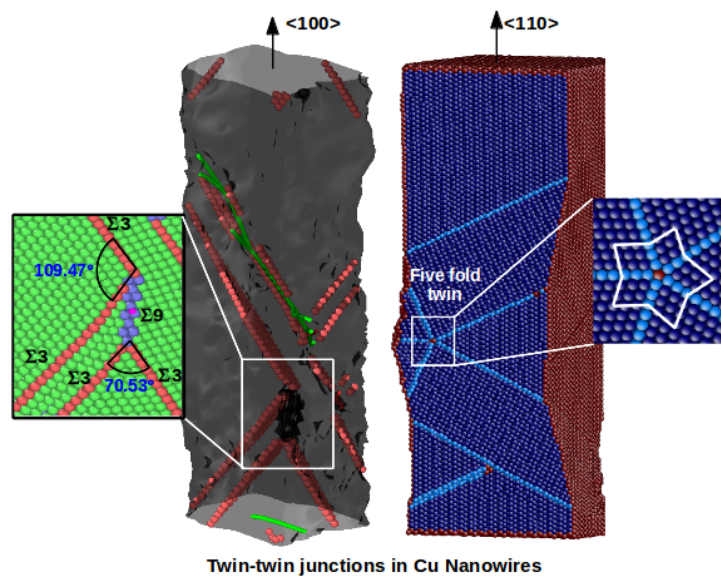 <100>
<110>
Σ3
109.47°
Σ9
Σ3
Σ3
Σ3
70.53°
Five fold
twin
Twin-twin junctions in Cu Nanowires